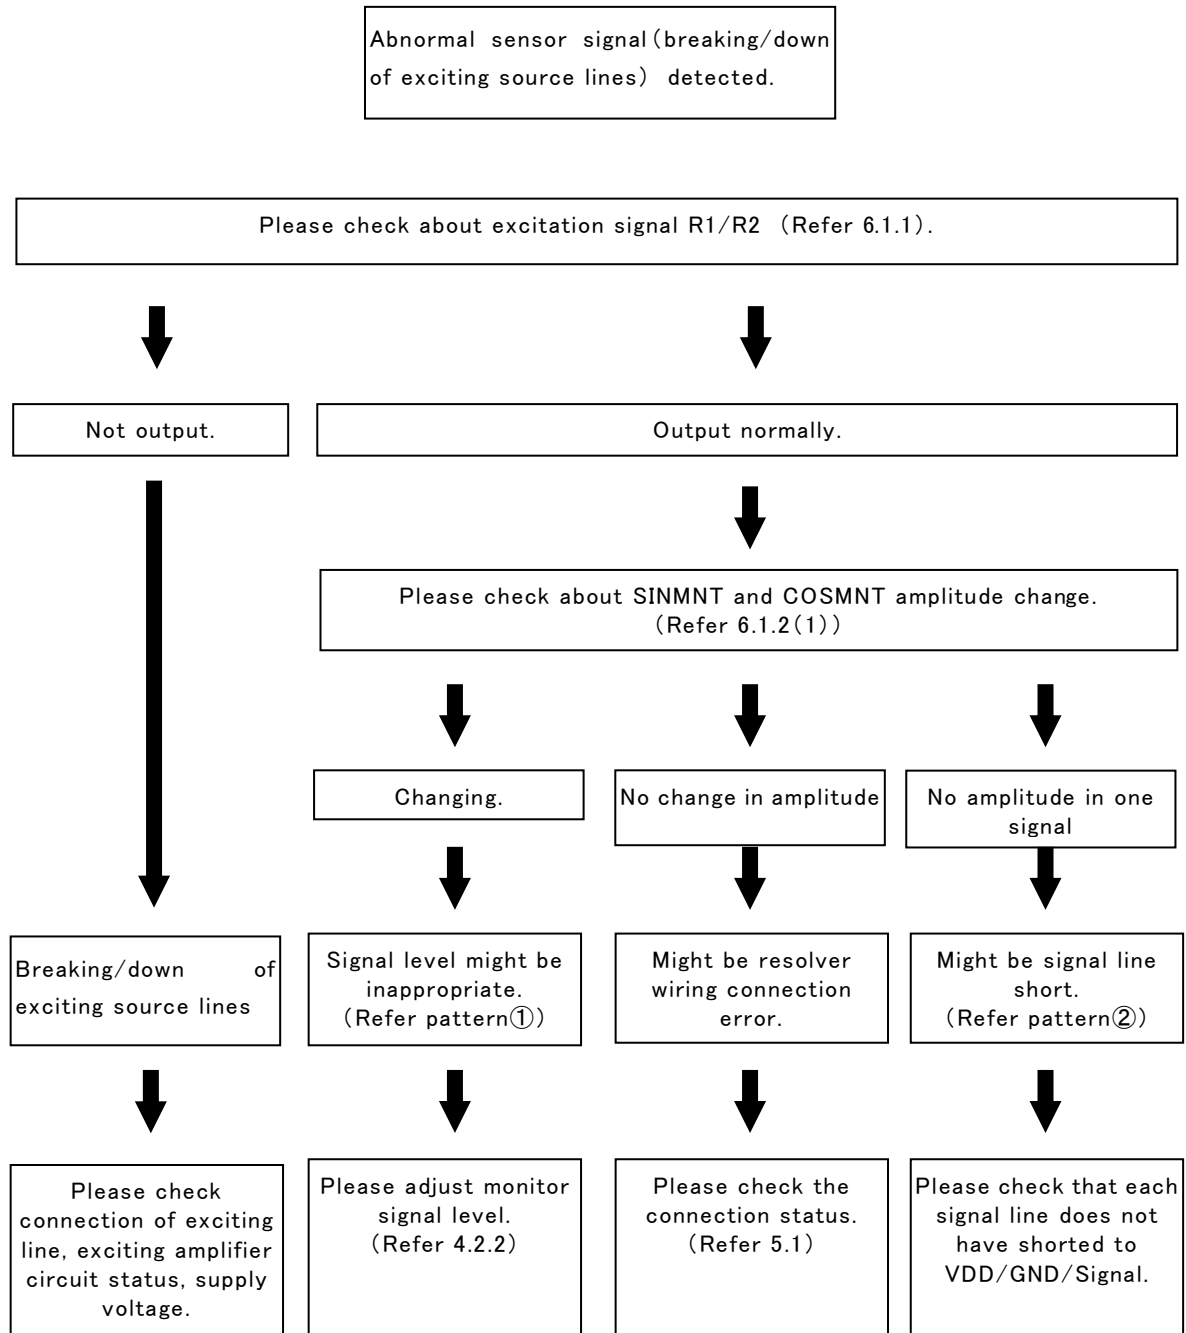 Abnormal sensor signal(breaking/down
of exciting source lines) detected.
Please check about excitation signal R1/R2 (Refer 6.1.1).
Not output.
Output normally.
Please check about SINMNT and COSMNT amplitude change.
(Refer 6.1.2(1))
Changing.
No change in amplitude
No amplitude in one
signal
Breaking/down of
exciting source lines
Signal level might be
inappropriate.
(Refer pattern①)
Might be resolver
wiring connection
error.
Might be signal line
short.
(Refer pattern②)
Please check
connection of exciting
line, exciting amplifier
circuit status, supply
voltage.
Please adjust monitor
signal level.
(Refer 4.2.2)
Please check the
connection status.
(Refer 5.1)
Please check that each
signal line does not
have shorted to
VDD/GND/Signal.